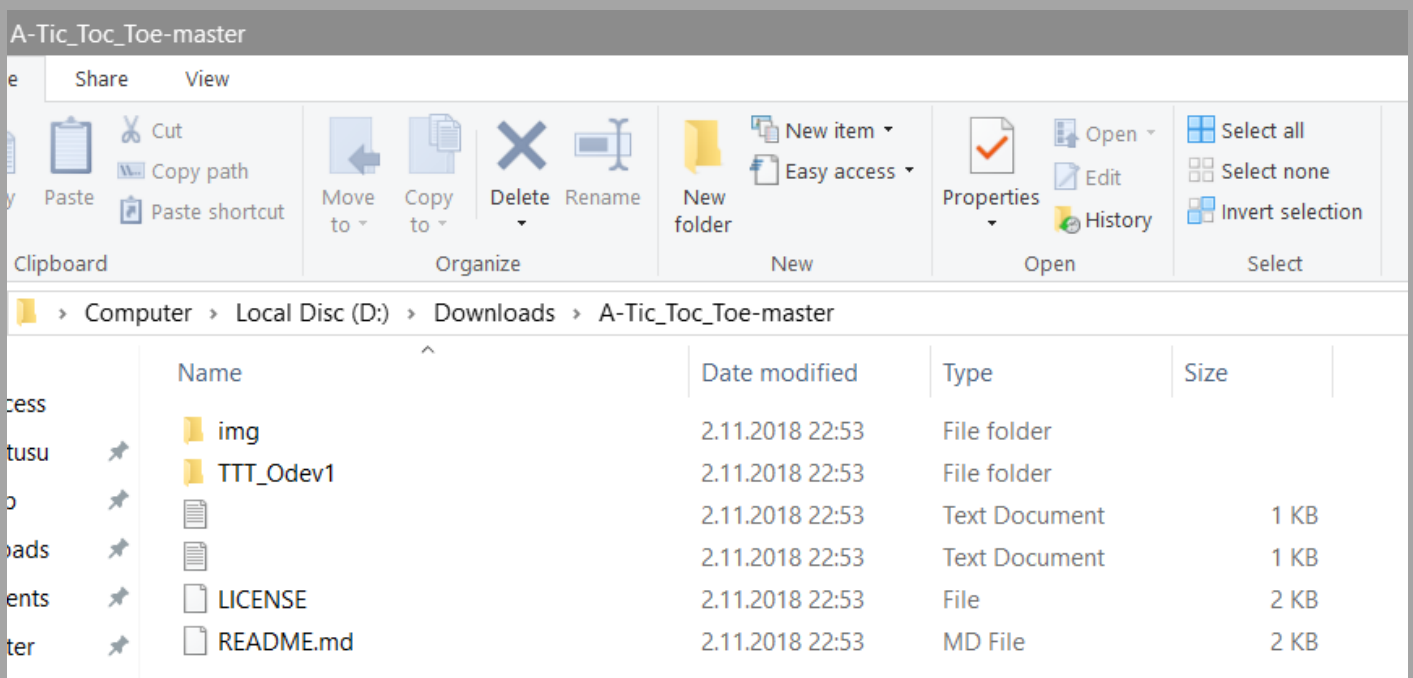 A-Tic_Toc_Toe-master
e Share View
Cut
Copy path
Paste shortcut
y Paste
Clipboard
Move to
Copy to
Delete
Rename
Organize
New folder
New item
Easy access
New
Properties
Open
Edit
History
Open
Select all
Select none
Invert selection
Select
Computer › Local Disc (D:) › Downloads › A-Tic_Toc_Toe-master
Name Date modified Type Size
cess
tusu
oads
ents
ter
img 2.11.2018 22:53 File folder
TTT_Odev1 2.11.2018 22:53 File folder
2.11.2018 22:53 Text Document 1 KB
2.11.2018 22:53 Text Document 1 KB
LICENSE 2.11.2018 22:53 File 2 KB
README.md 2.11.2018 22:53 MD File 2 KB